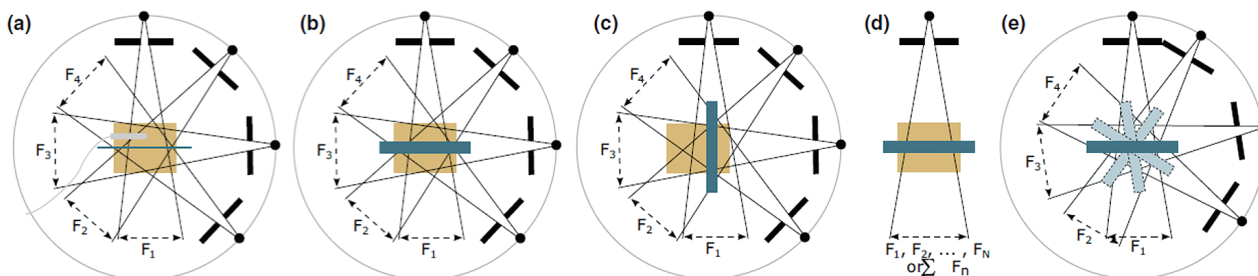 (a)
F₄
F₃
F₂
F₁
(b)
F₄
F₃
F₂
F₁
(c)
F₄
F₃
F₂
F₁
(d)
F₁, F₂, ... , F_N
or∑ Fₙ
(e)
F₄
F₃
F₂
F₁